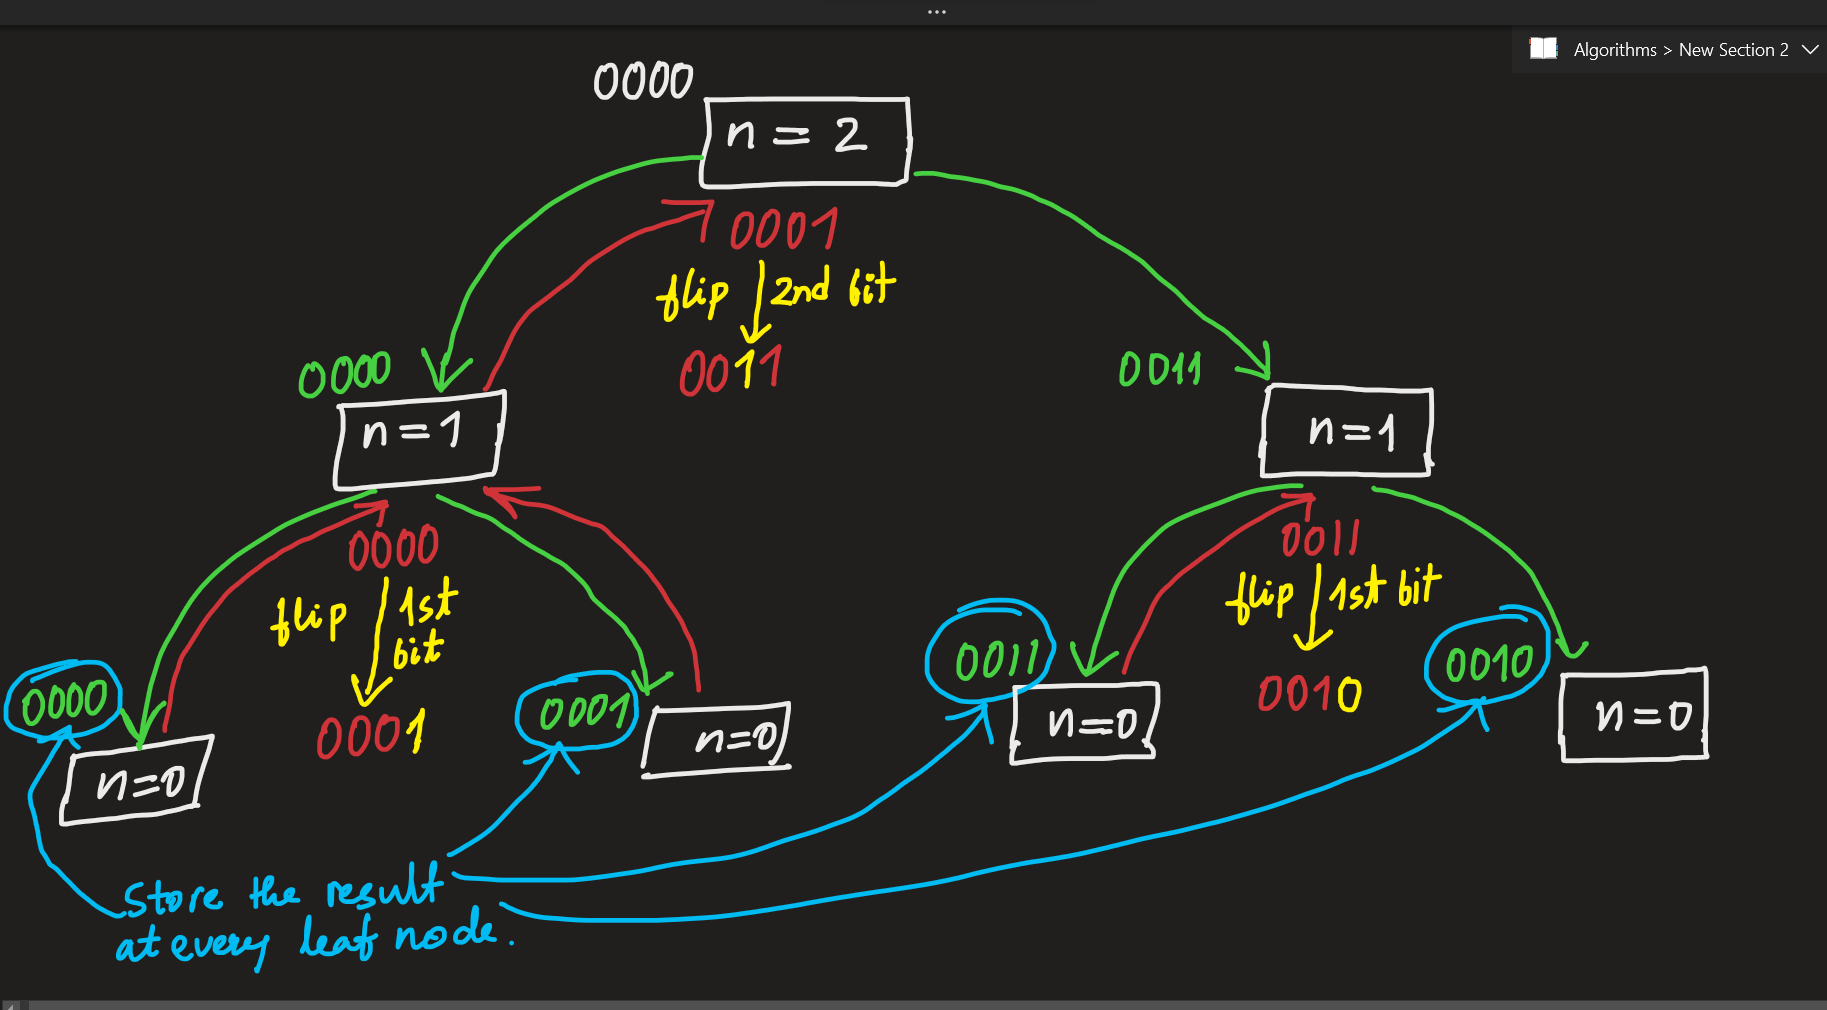 ...
Algorithms > New Section 2
0000
n = 2
0001
flip 2nd bit
0011
0000
n=1
0011
n=1
0000
flip 1st
bit
0001
0011
flip 1st bit
0010
0000
n=0
0001
n=0
0011
n=0
0010
n=0
Store the result
at every leaf node.